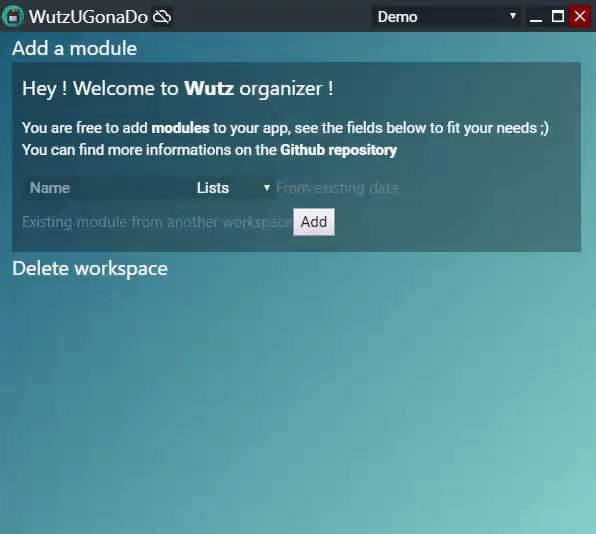 WutzUGonaDo Demo
Add a module
Hey ! Welcome to Wutz organizer !
You are free to add modules to your app, see the fields below to fit your needs ;)
You can find more informations on the Github repository
Name Lists From existing data
Existing module from another workspace Add
Delete workspace